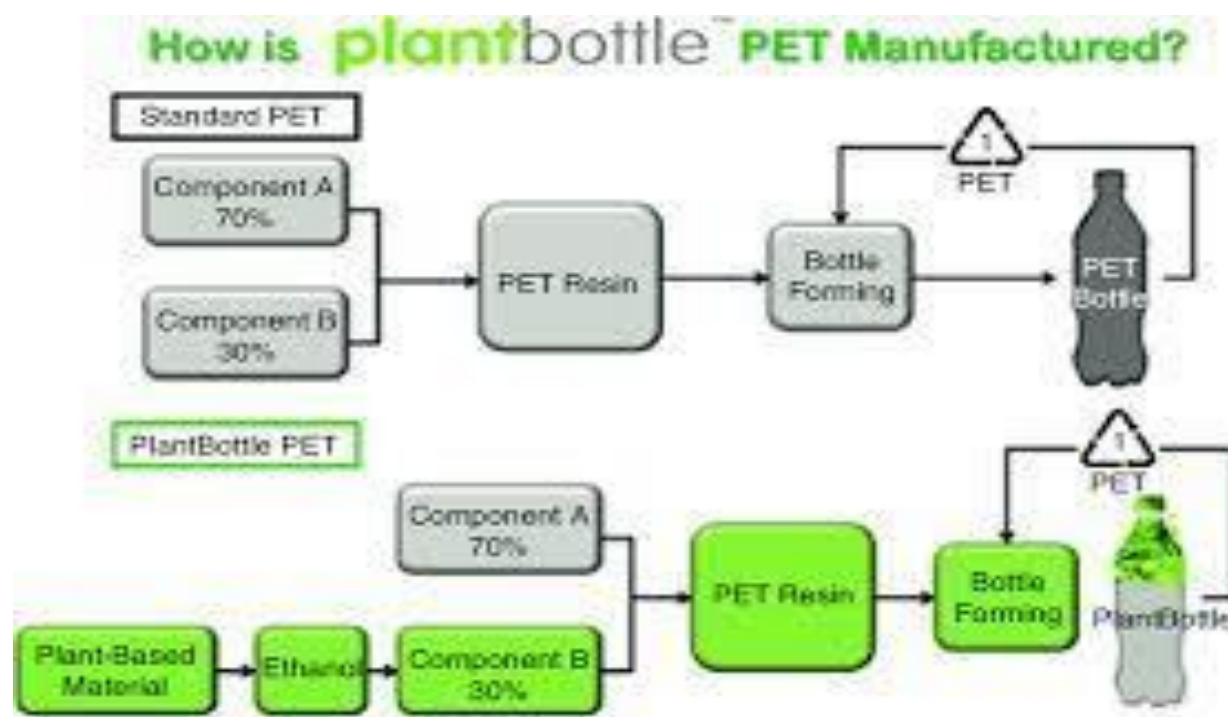 How is plantbottle™ PET Manufactured?
Standard PET
Component A
70%
Component B
30%
PET Resin
Bottle
Forming
1
PET
PET
Bottle
PlantBottle PET
Component A
70%
Plant-Based
Material
Ethanol
Component B
30%
PET Resin
Bottle
Forming
1
PET
PlantBottle